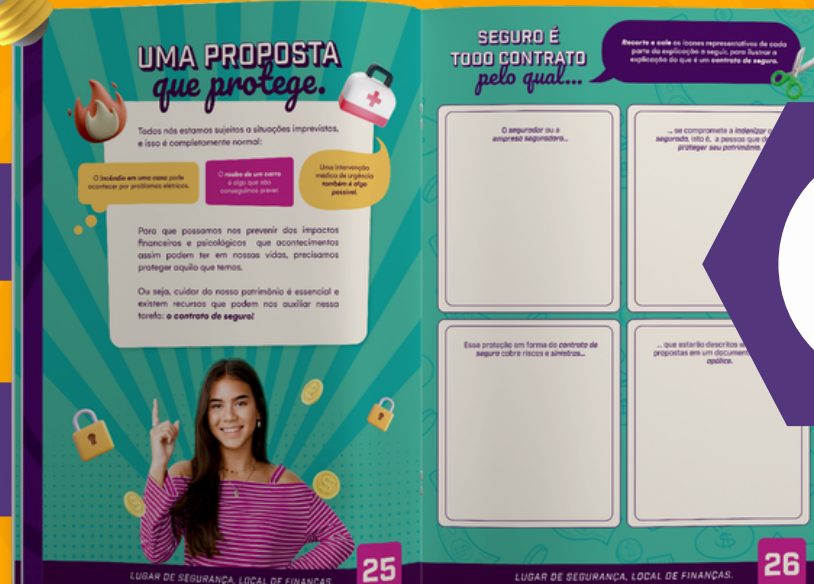 UMA PROPOSTA
que protege.
Todos nós estamos sujeitos a situações imprevistas,
e isso é completamente normal:
O incêndio em uma casa pode
acontecer por problemas elétricos.
O roubo de um carro
é algo que não
conseguimos prever.
Uma intervenção
médica de urgência
também é algo
possível.
Para que possamos nos prevenir dos impactos
financeiros e psicológicos que acontecimentos
assim podem ter em nossas vidas, precisamos
proteger aquilo que temos.
Ou seja, cuidar do nosso patrimônio é essencial e
existem recursos que podem nos auxiliar nessa
tarefa: o contrato de seguro!
LUGAR DE SEGURANÇA, LOCAL DE FINANÇAS.
25
SEGURO É
TODO CONTRATO
pelo qual...
Recorte e cole os ícones representativos de cada
parte da explicação a seguir, para ilustrar a
explicação do que é um contrato de seguro.
O segurador ou a
empresa seguradora...
... se compromete a indenizar o
segurado, isto é, a pessoa que
proteger seu patrimônio
Essa proteção em forma de contrato de
seguro cobre riscos e sinistros...
... que estarão descritos
propostas em um document
apólice.
LUGAR DE SEGURANÇA, LOCAL DE FINANÇAS.
26